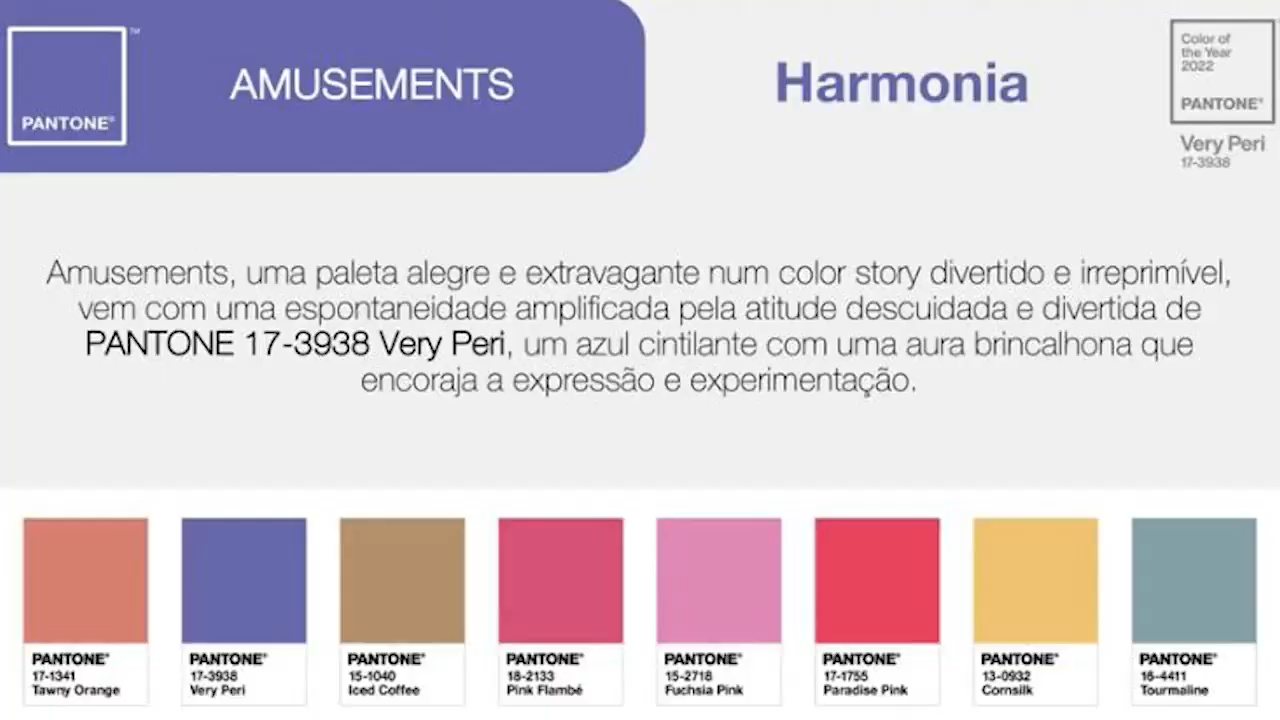 PANTONE®
™
AMUSEMENTS
Harmonia
Color of
the Year
2022
PANTONE®
Very Peri
17-3938
Amusements, uma paleta alegre e extravagante num color story divertido e irreprimível,
vem com uma espontaneidade amplificada pela atitude descuidada e divertida de
PANTONE 17-3938 Very Peri, um azul cintilante com uma aura brincalhona que
encoraja a expressão e experimentação.
PANTONE®
17-1341
Tawny Orange
PANTONE®
17-3938
Very Peri
PANTONE®
15-1040
Iced Coffee
PANTONE®
18-2133
Pink Flambé
PANTONE®
15-2718
Fuchsia Pink
PANTONE®
17-1755
Paradise Pink
PANTONE®
13-0932
Cornsilk
PANTONE®
16-4411
Tourmaline